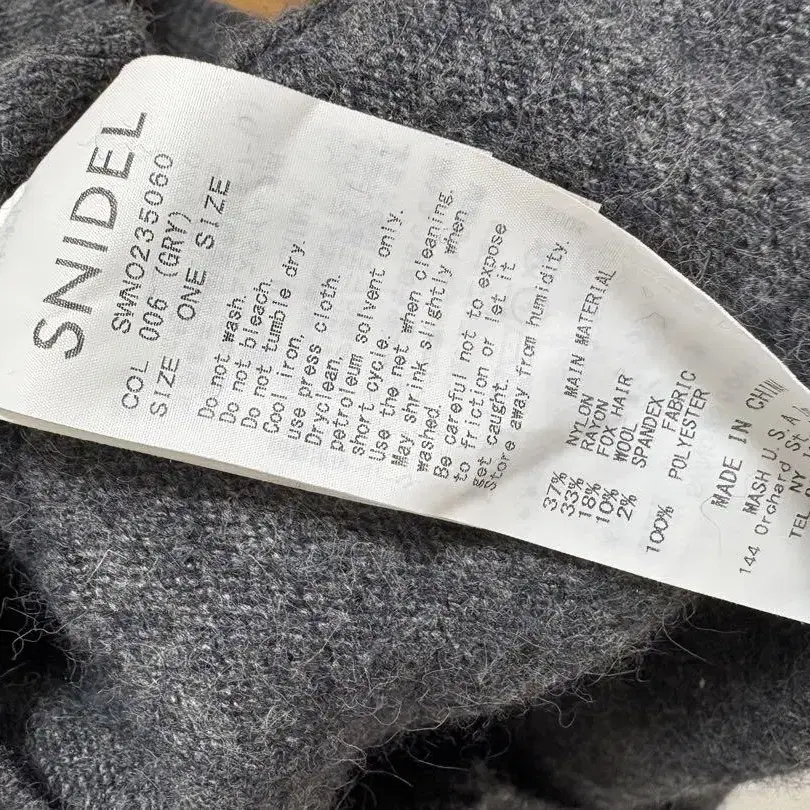 SNIDEL
SWNO235060
COL 006 (GRY)
SIZE ONE SIZE
Do not wash.
Do not bleach.
Do not tumble dry.
Cool iron.
use press cloth.
Dryclean.
petroleum solvent only.
short cycle.
Use the net when cleaning.
May shrink slightly when
washed.
Be careful not to expose
to friction or let it
get caught.
Store away from humidity.
MAIN MATERIAL
37% NYLON
33% RAYON
18% FOX HAIR
10% WOOL
2% SPANDEX
FABRIC
100% POLYESTER
MADE IN CHIN
MASH U.S.A
144 Orchard St
TEL NY